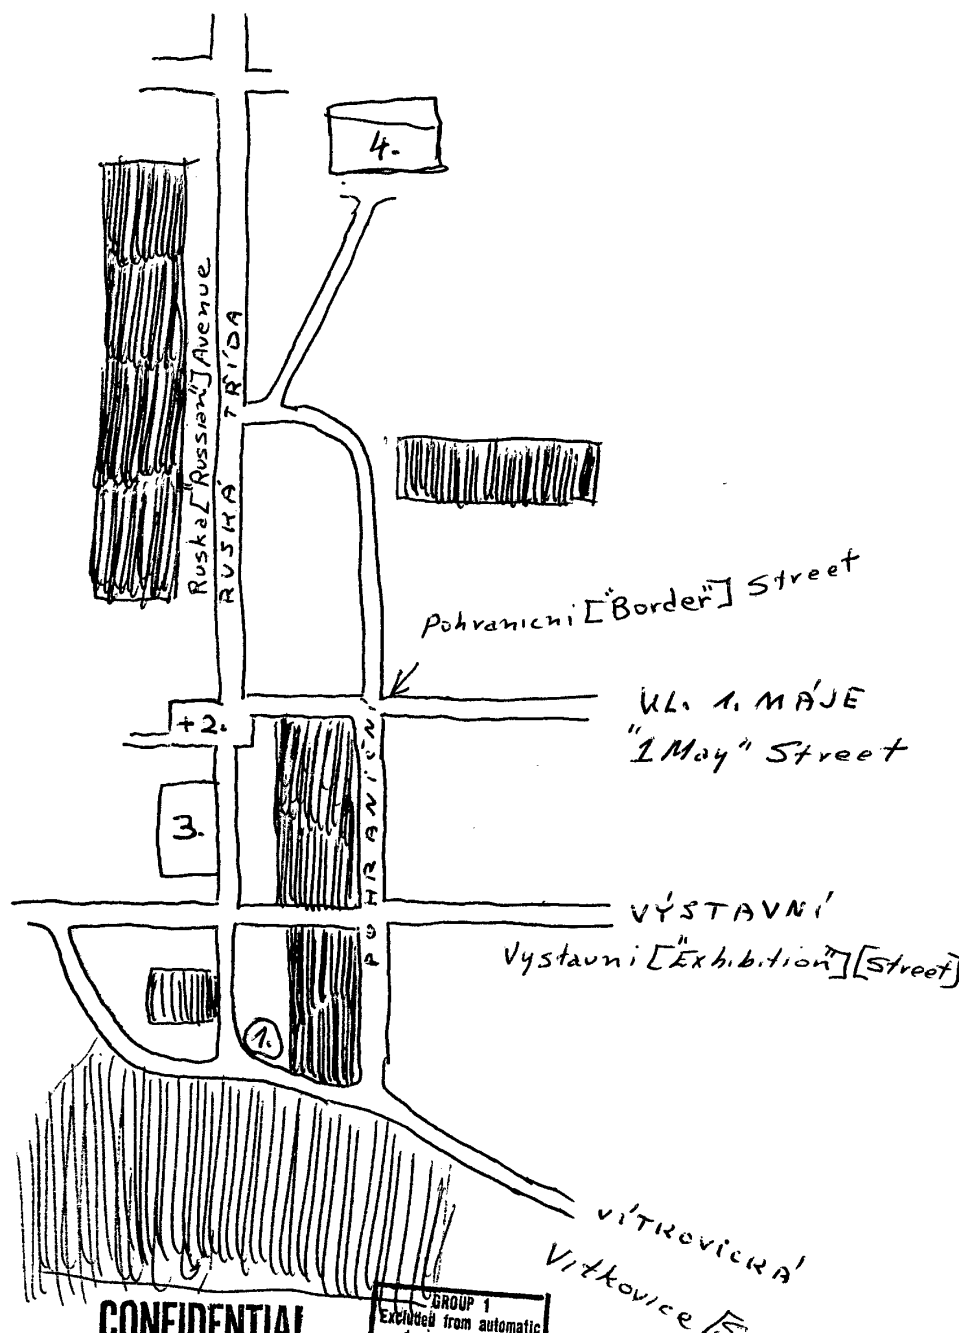 4.
Ruska ["Russian"] Avenue
RUSKÁ TŘÍDA
Pohranicni ["Border"] Street
UL. 1. MÁJE
"1 May" Street
+2.
POHRANIČNÍ
3.
VÝSTAVNÍ
Vystavni ["Exhibition"] [Street]
1.
VÍTKOVICKÁ
Vitkovice
CONFIDENTIAL
GROUP 1
Excluded from automatic